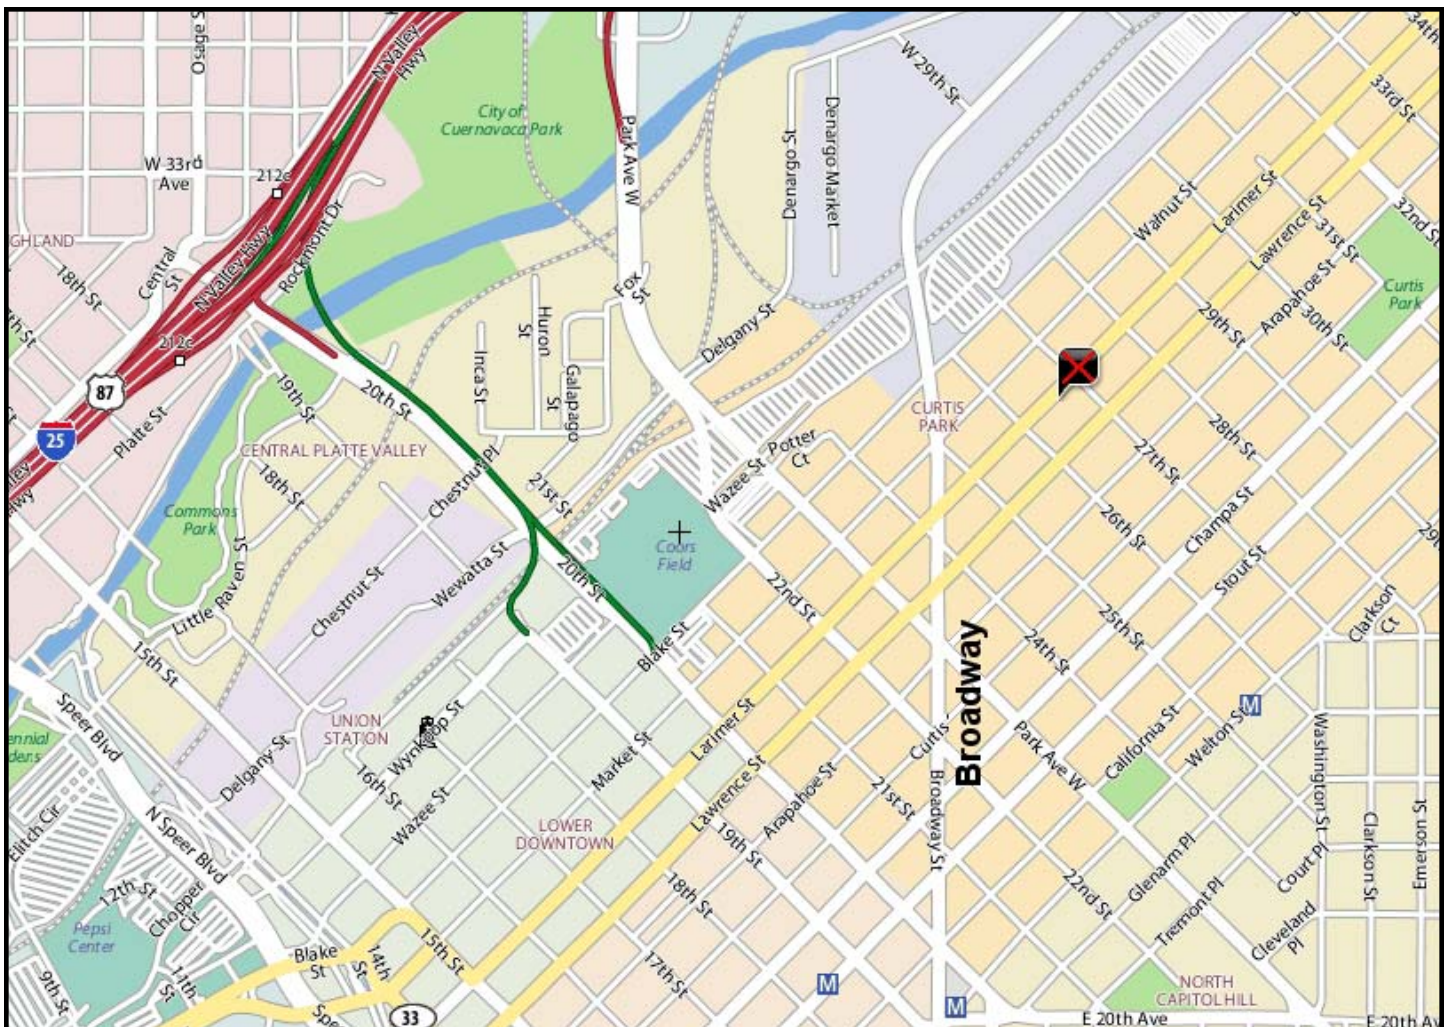 Osage S
N Valley
Hwy
City of
Cuernavaca Park
Park Ave W
Denargo St
Denargo Market
W 29th St
34th
33rd St
W 33rd
Ave
212c
Rockmont Dr
N Valley Hwy
GHLAND
18th St
Central
St
7th St
Walnut St
Larimer St
Lawrence St
31st St
32nd St
Curtis
Park
Arapahoe St
30th St
29th St
Fox
St
Huron
St
Inca St
Galapago
St
Delgany St
212c
87
25
Platte St
19th St
20th St
CENTRAL PLATTE VALLEY
18th St
Chestnut Pl
21st St
CURTIS
PARK
Potter
Ct
Wazee St
28th St
27th St
26th St
Champa St
Stout St
29t
lley
Hwy
Commons
Park
Little Raven St
Chestnut St
Wewatta St
20th St
Coors
Field
22nd St
Blake St
25th St
24th St
Clarkson
Ct
15th St
Speer Blvd
UNION
STATION
Wynkoop St
Delgany St
16th St
Wazee St
Market St
Larimer St
Lawrence St
Curtis
Broadway
Broadway St
Park Ave W
California St
Welton St
M
Washington St
Clarkson St
Emerson St
ennial
dens
Elitch Cir
N Speer Blvd
LOWER
DOWNTOWN
Arapahoe St
21st St
19th St
18th St
17th St
22nd St
Glenarm Pl
Tremont Pl
Court Pl
Cleveland
Pl
12th St
Chopper
Cir
Pepsi
Center
11th
St
9th St
Blake
St
14th
St
15th St
Spe
33
M
M
NORTH
CAPITOL HILL
E 20th Ave
E 20th Av